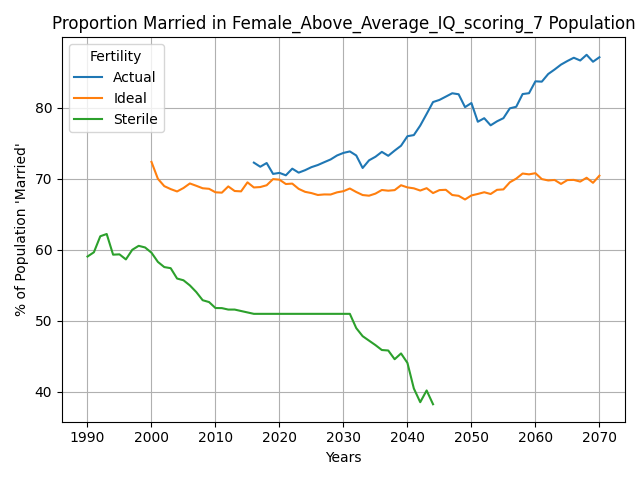 Proportion Married in Female_Above_Average_IQ_scoring_7 Population
Fertility
Actual
Ideal
Sterile
% of Population 'Married'
80
70
60
50
40
1990 2000 2010 2020 2030 2040 2050 2060 2070
Years